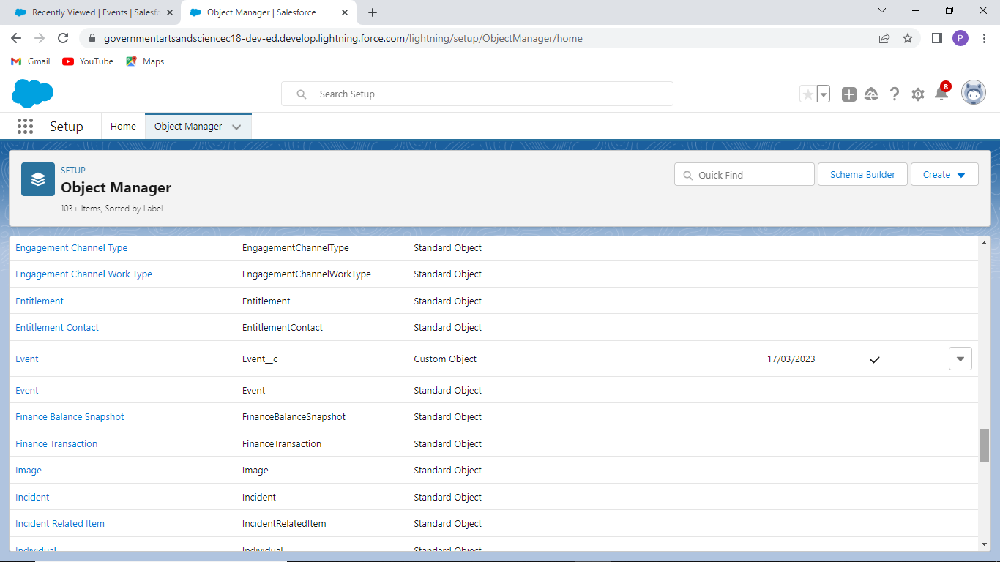 Recently Viewed | Events | Salesfo
Object Manager | Salesforce
governmentartsandsciencec18-dev-ed.develop.lightning.force.com/lightning/setup/ObjectManager/home
P
Gmail YouTube Maps
Search Setup
8
Setup Home Object Manager
SETUP
Object Manager
103+ Items, Sorted by Label
Quick Find Schema Builder Create
Engagement Channel Type EngagementChannelType Standard Object
Engagement Channel Work Type EngagementChannelWorkType Standard Object
Entitlement Entitlement Standard Object
Entitlement Contact EntitlementContact Standard Object
Event Event__c Custom Object 17/03/2023
Event Event Standard Object
Finance Balance Snapshot FinanceBalanceSnapshot Standard Object
Finance Transaction FinanceTransaction Standard Object
Image Image Standard Object
Incident Incident Standard Object
Incident Related Item IncidentRelatedItem Standard Object
Individual Individual Standard Object